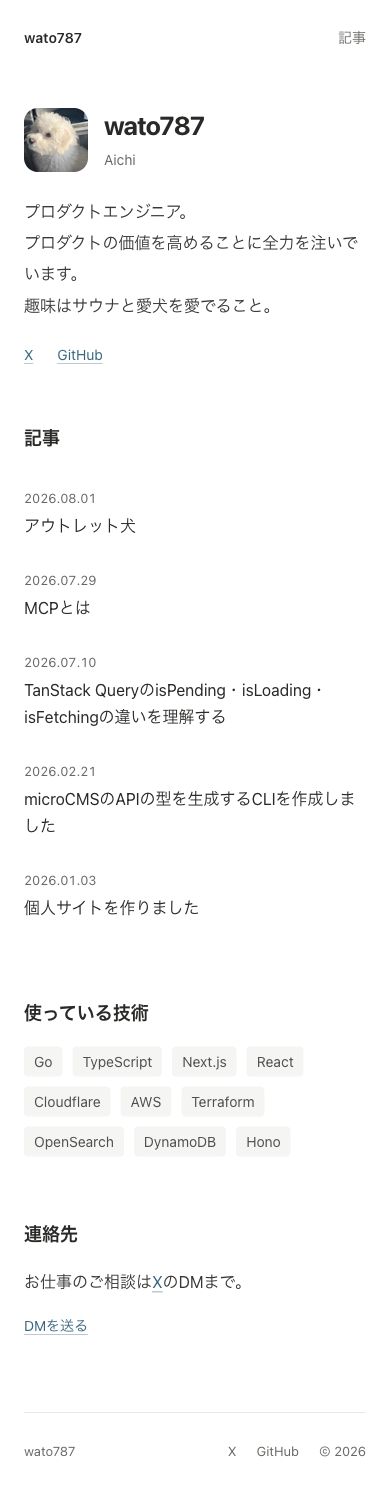 wato787 記事
wato787
Aichi
プロダクトエンジニア。
プロダクトの価値を高めることに全力を注いで
います。
趣味はサウナと愛犬を愛でること。
X GitHub
記事
2026.08.01
アウトレット犬
2026.07.29
MCPとは
2026.07.10
TanStack QueryのisPending・isLoading・
isFetchingの違いを理解する
2026.02.21
microCMSのAPIの型を生成するCLIを作成しま
した
2026.01.03
個人サイトを作りました
使っている技術
Go TypeScript Next.js React
Cloudflare AWS Terraform
OpenSearch DynamoDB Hono
連絡先
お仕事のご相談はXのDMまで。
DMを送る
wato787 X GitHub © 2026